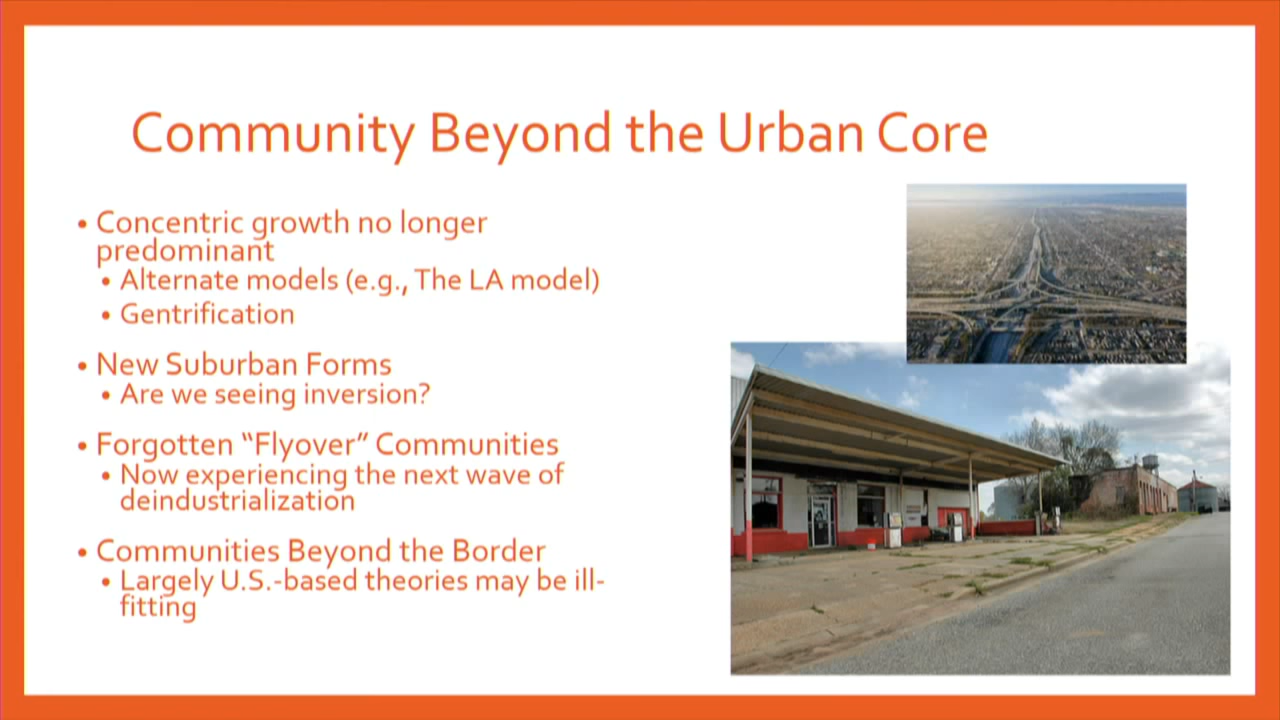 Community Beyond the Urban Core
• Concentric growth no longer
predominant
• Alternate models (e.g., The LA model)
• Gentrification
• New Suburban Forms
• Are we seeing inversion?
• Forgotten “Flyover” Communities
• Now experiencing the next wave of
deindustrialization
• Communities Beyond the Border
• Largely U.S.-based theories may be ill-
fitting